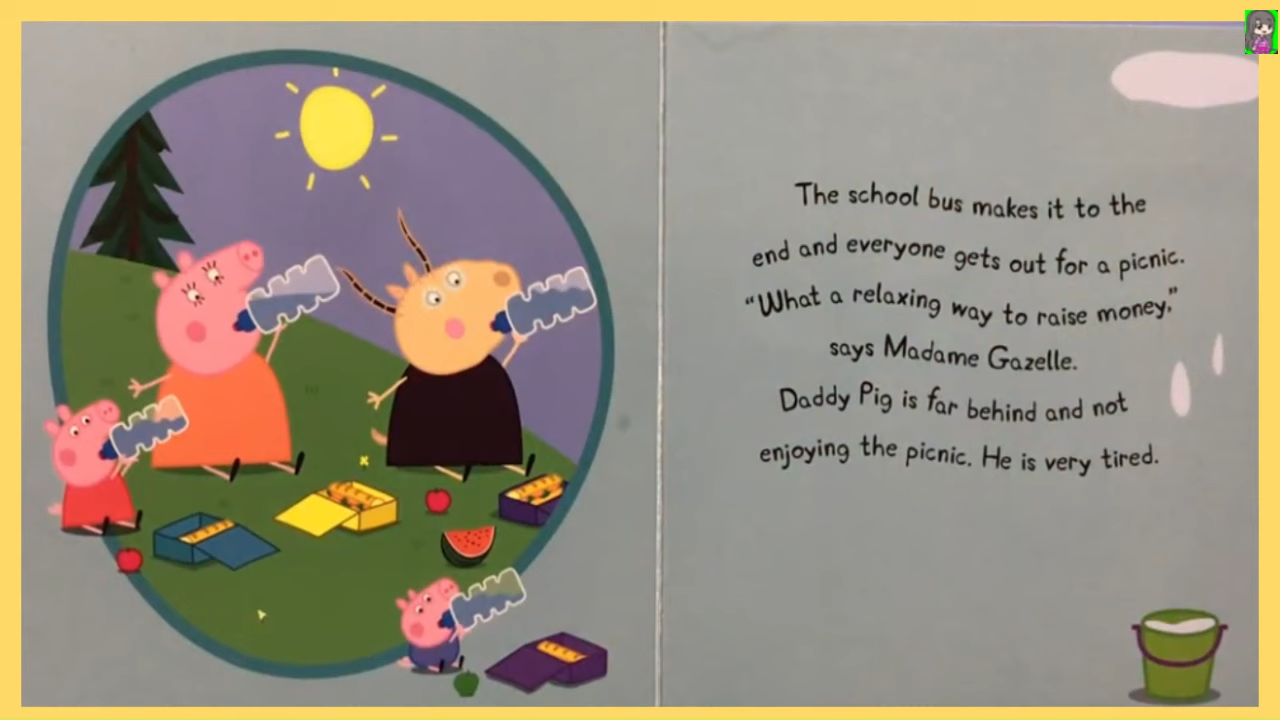 The school bus makes it to the
end and everyone gets out for a picnic.
“What a relaxing way to raise money,”
says Madame Gazelle.
Daddy Pig is far behind and not
enjoying the picnic. He is very tired.